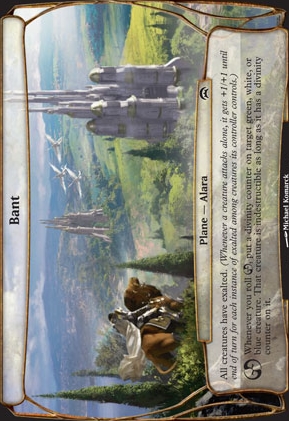 Bant
Plane — Alara
All creatures have exalted. (Whenever a creature attacks alone, it gets +1/+1 until
end of turn for each instance of exalted among creatures its controller controls.)
Whenever you roll , put a divinity counter on target green, white, or
blue creature. That creature is indestructible as long as it has a divinity
counter on it.
Michael Komarck